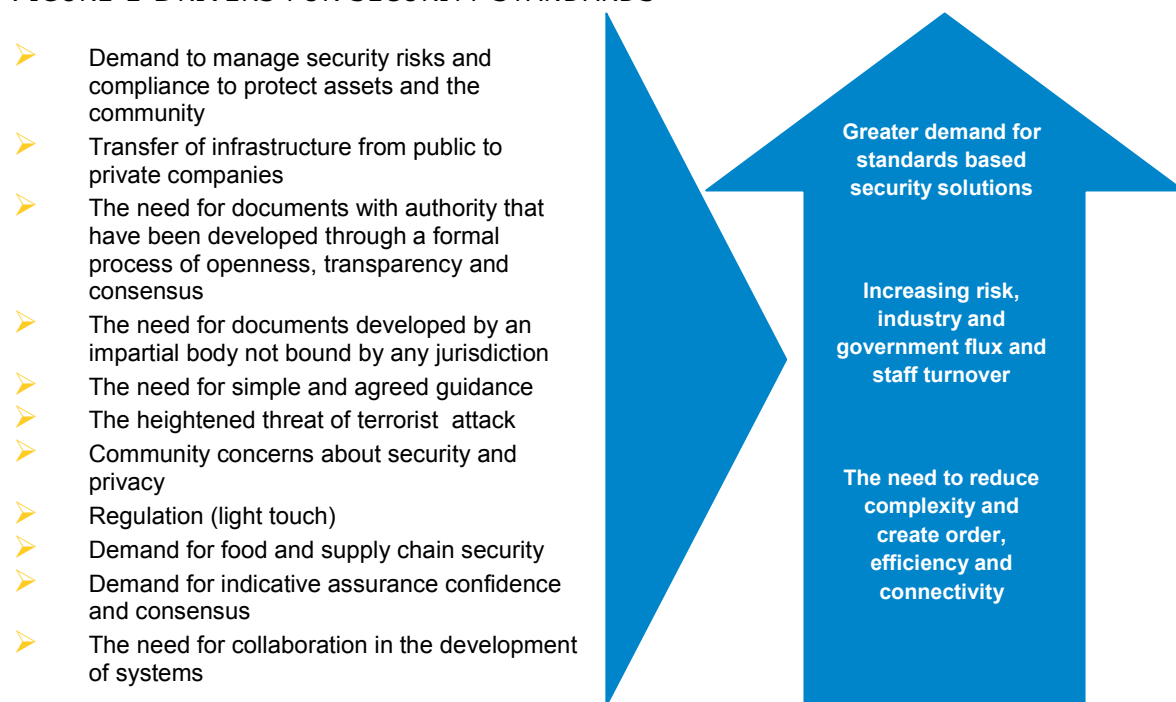 FIGURE 1 DRIVERS FOR SECURITY STANDARDS
Demand to manage security risks and
compliance to protect assets and the
community
Transfer of infrastructure from public to
private companies
The need for documents with authority that
have been developed through a formal
process of openness, transparency and
consensus
The need for documents developed by an
impartial body not bound by any jurisdiction
The need for simple and agreed guidance
The heightened threat of terrorist attack
Community concerns about security and
privacy
Regulation (light touch)
Demand for food and supply chain security
Demand for indicative assurance confidence
and consensus
The need for collaboration in the development
of systems
Greater demand for
standards based
security solutions
Increasing risk,
industry and
government flux and
staff turnover
The need to reduce
complexity and
create order,
efficiency and
connectivity